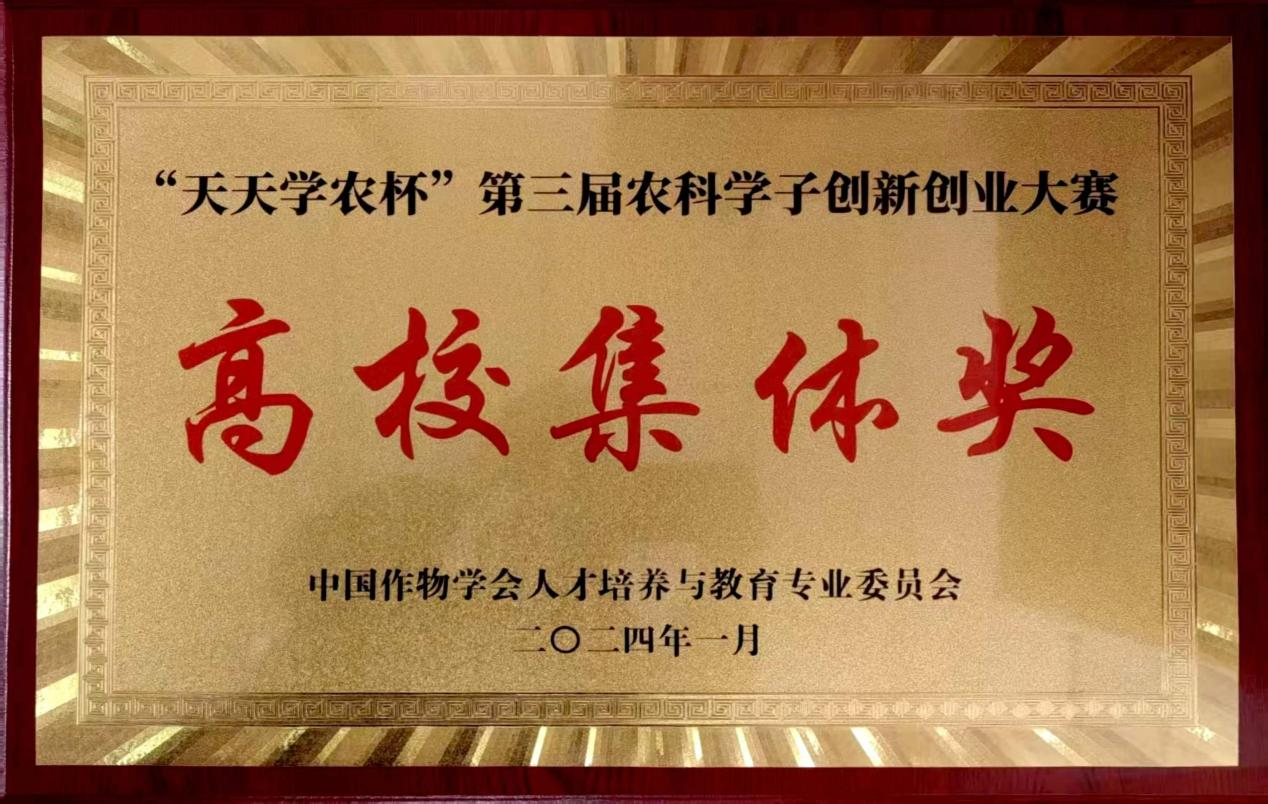 “天天学农杯”第三届农科学子创新创业大赛
高校集体奖
中国作物学会人才培养与教育专业委员会
二〇二四年一月